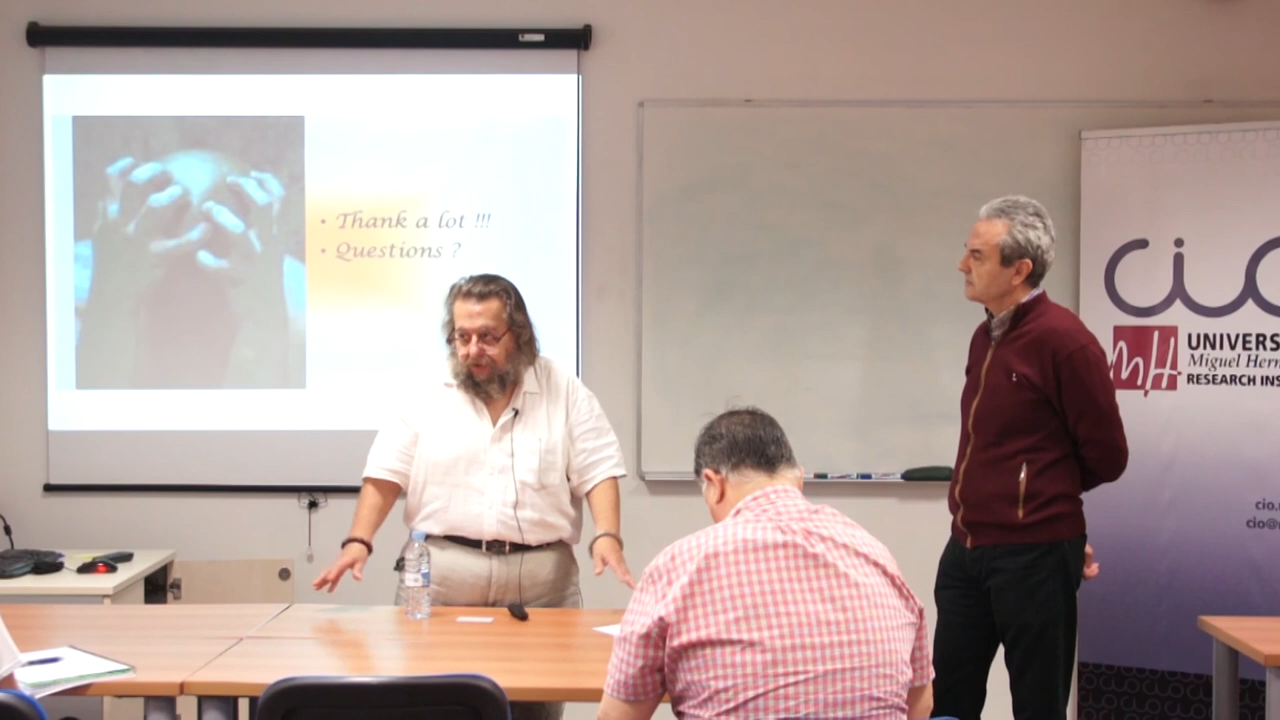 • Thank a lot !!!
• Questions ?
cio
mH
UNIVERS
Miguel Hern
RESEARCH INS
cio.
cio@